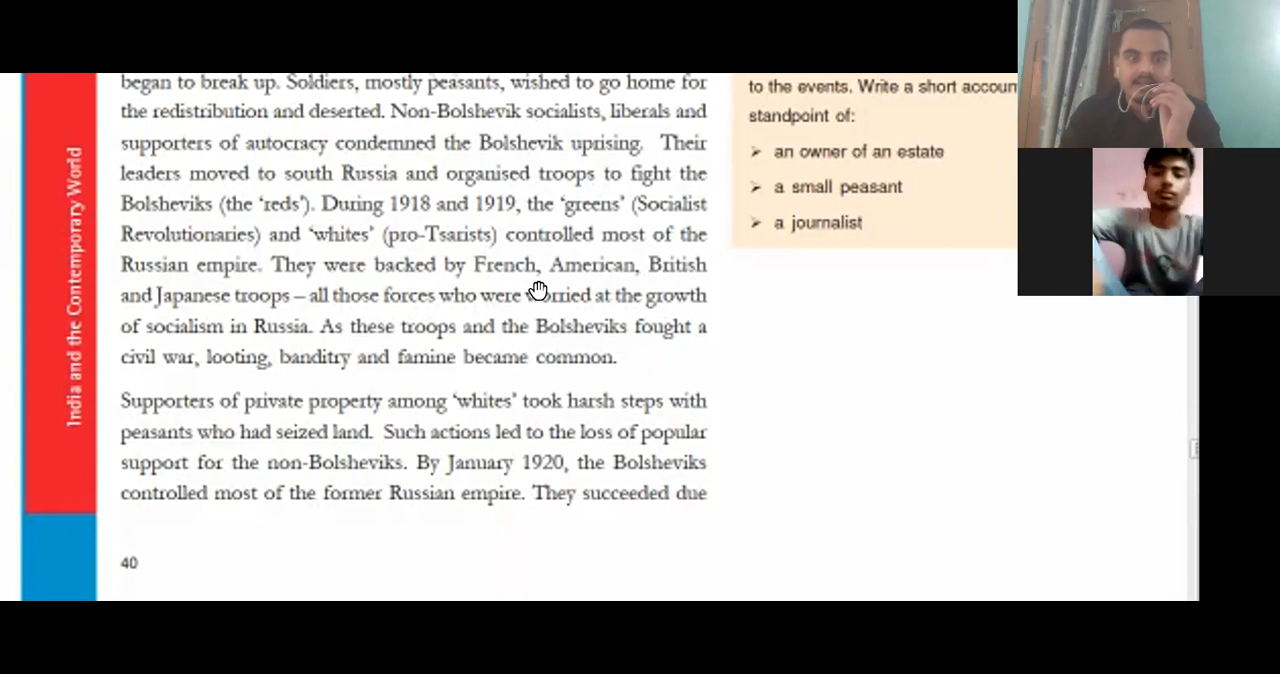 began to break up. Soldiers, mostly peasants, wished to go home for
the redistribution and deserted. Non-Bolshevik socialists, liberals and
supporters of autocracy condemned the Bolshevik uprising. Their
leaders moved to south Russia and organised troops to fight the
Bolsheviks (the ‘reds’). During 1918 and 1919, the ‘greens’ (Socialist
Revolutionaries) and ‘whites’ (pro-Tsarists) controlled most of the
Russian empire. They were backed by French, American, British
and Japanese troops – all those forces who were worried at the growth
of socialism in Russia. As these troops and the Bolsheviks fought a
civil war, looting, banditry and famine became common.
Supporters of private property among ‘whites’ took harsh steps with
peasants who had seized land. Such actions led to the loss of popular
support for the non-Bolsheviks. By January 1920, the Bolsheviks
controlled most of the former Russian empire. They succeeded due
40
India and the Contemporary World
to the events. Write a short accoun
standpoint of:
➢ an owner of an estate
➢ a small peasant
➢ a journalist